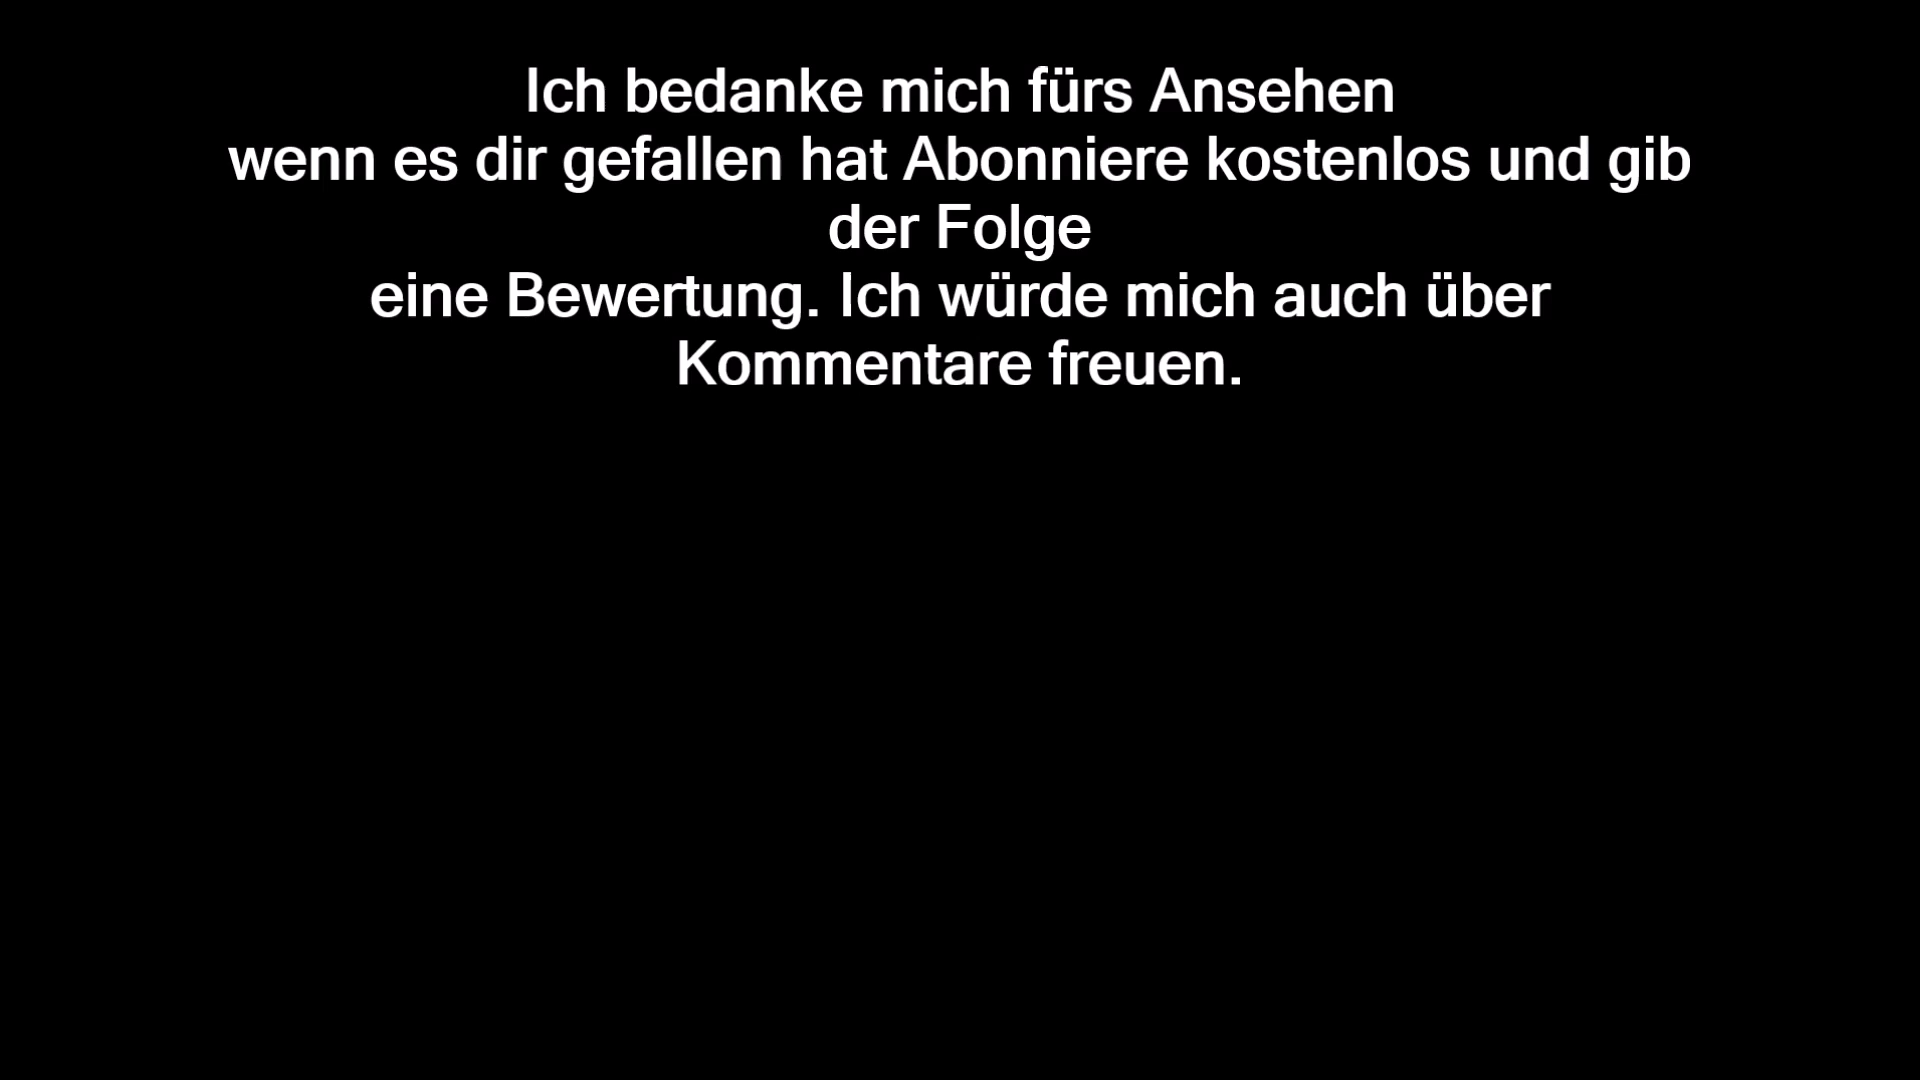 Ich bedanke mich fürs Ansehen
wenn es dir gefallen hat Abonniere kostenlos und gib
der Folge
eine Bewertung. Ich würde mich auch über
Kommentare freuen.